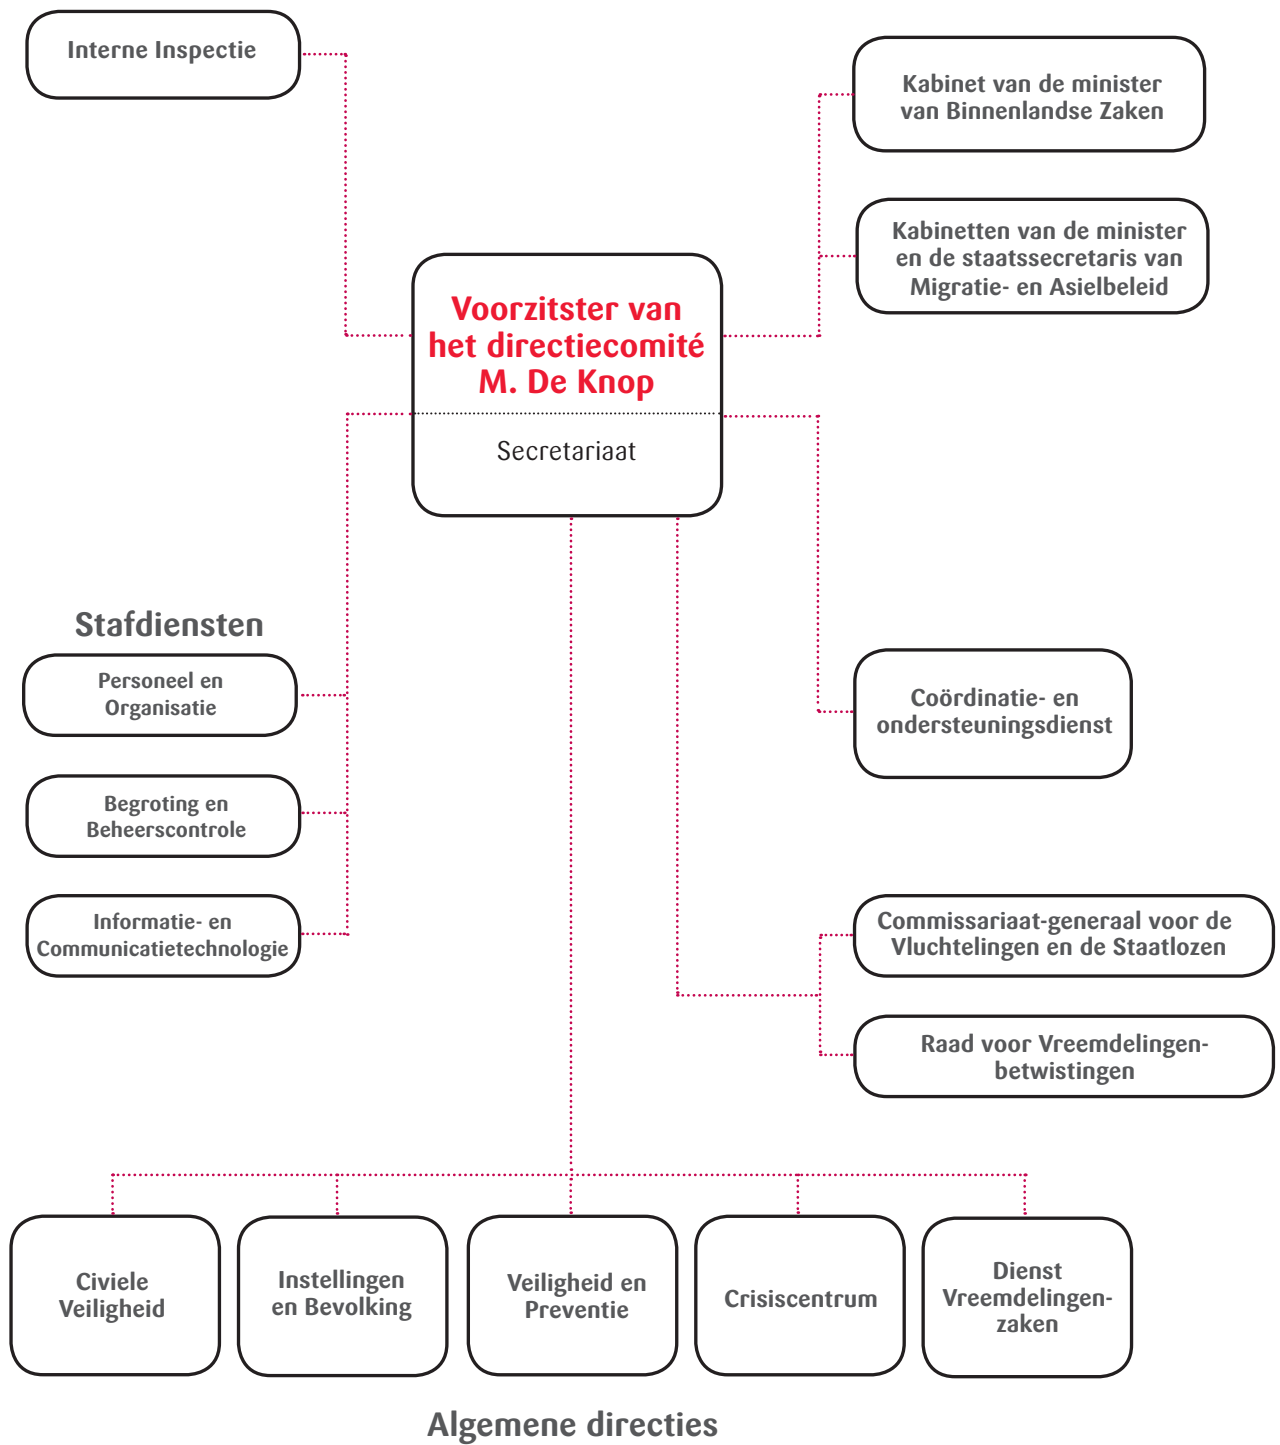 Interne Inspectie
Kabinet van de minister
van Binnenlandse Zaken
Kabinetten van de minister
en de staatssecretaris van
Migratie- en Asielbeleid
Voorzitster van
het directiecomité
M. De Knop
Secretariaat
Stafdiensten
Personeel en
Organisatie
Begroting en
Beheerscontrole
Informatie- en
Communicatietechnologie
Coördinatie- en
ondersteuningsdienst
Commissariaat-generaal voor de
Vluchtelingen en de Staatlozen
Raad voor Vreemdelingen-
betwistingen
Civiele
Veiligheid
Instellingen
en Bevolking
Veiligheid en
Preventie
Crisiscentrum
Dienst
Vreemdelingen-
zaken
Algemene directies